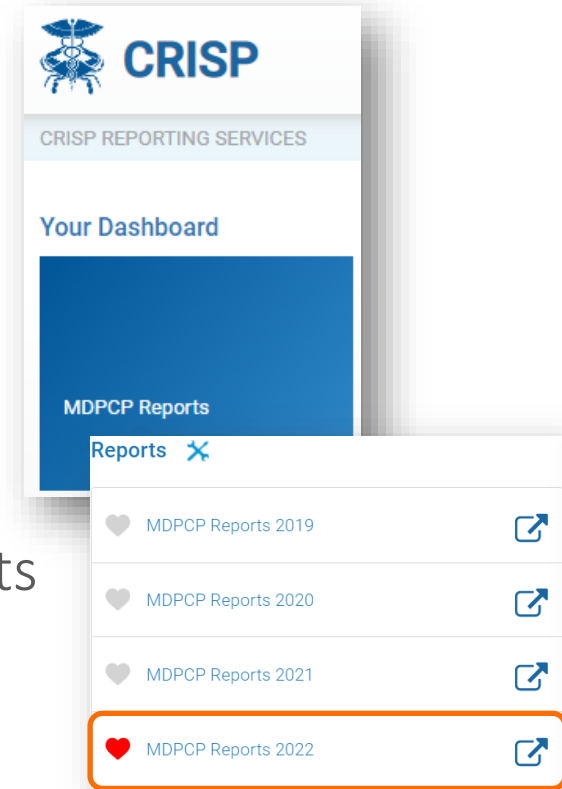 CRISP
CRISP REPORTING SERVICES
Your Dashboard
MDPCP Reports
Reports
MDPCP Reports 2019
ts
MDPCP Reports 2020
MDPCP Reports 2021
MDPCP Reports 2022